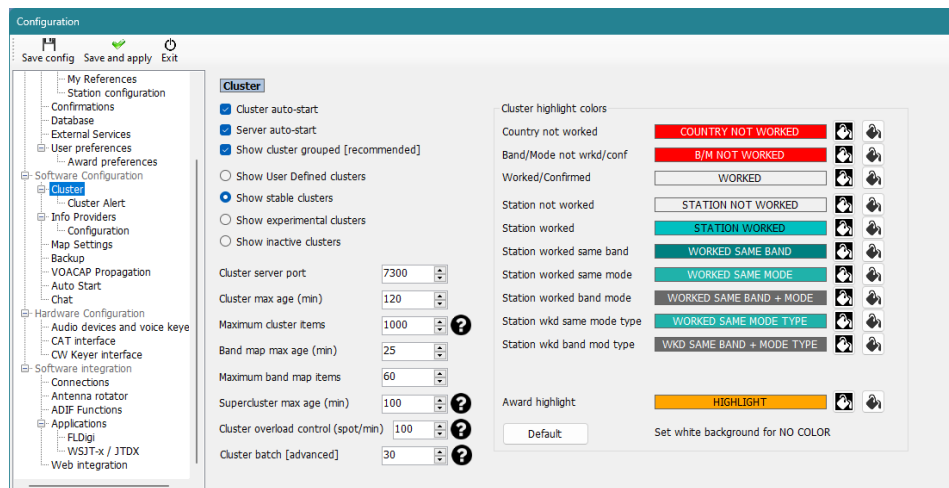 Configuration
Save config Save and apply Exit
My References
Station configuration
Confirmations
Database
External Services
User preferences
Award preferences
Software Configuration
Cluster
Cluster Alert
Info Providers
Configuration
Map Settings
Backup
VOACAP Propagation
Auto Start
Chat
Hardware Configuration
Audio devices and voice keye
CAT interface
CW Keyer interface
Software integration
Connections
Antenna rotator
ADIF Functions
Applications
FLDigi
WSJT-x / JTDX
Web integration
Cluster
Cluster auto-start
Server auto-start
Show cluster grouped [recommended]
Show User Defined clusters
Show stable clusters
Show experimental clusters
Show inactive clusters
Cluster server port 7300
Cluster max age (min) 120
Maximum cluster items 1000 ?
Band map max age (min) 25
Maximum band map items 60
Supercluster max age (min) 100 ?
Cluster overload control (spot/min) 100 ?
Cluster batch [advanced] 30 ?
Cluster highlight colors
Country not worked COUNTRY NOT WORKED
Band/Mode not wrkd/conf B/M NOT WORKED
Worked/Confirmed WORKED
Station not worked STATION NOT WORKED
Station worked STATION WORKED
Station worked same band WORKED SAME BAND
Station worked same mode WORKED SAME MODE
Station worked band mode WORKED SAME BAND + MODE
Station wkd same mode type WORKED SAME MODE TYPE
Station wkd band mod type WKD SAME BAND + MODE TYPE
Award highlight HIGHLIGHT
Default Set white background for NO COLOR